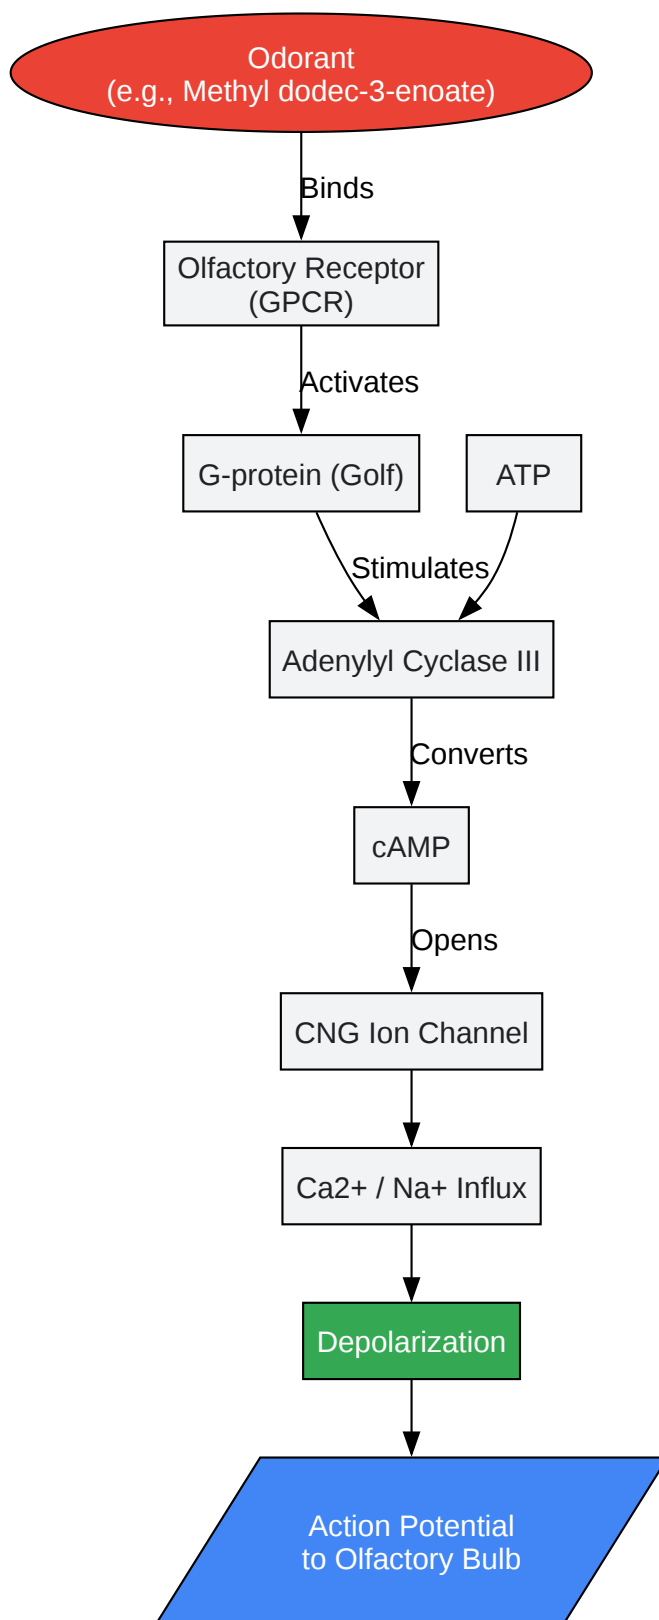 Odorant
(e.g., Methyl dodec-3-enoate)
Binds
Olfactory Receptor
(GPCR)
Activates
G-protein (Golf)
ATP
Stimulates
Adenylyl Cyclase III
Converts
cAMP
Opens
CNG Ion Channel
Ca2+ / Na+ Influx
Depolarization
Action Potential
to Olfactory Bulb